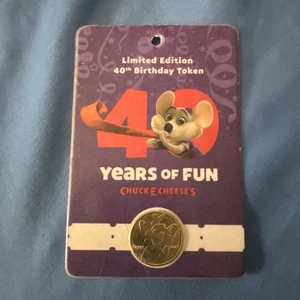 Limited Edition
40th Birthday Token
40
YEARS OF FUN
CHUCK E. CHEESE'S